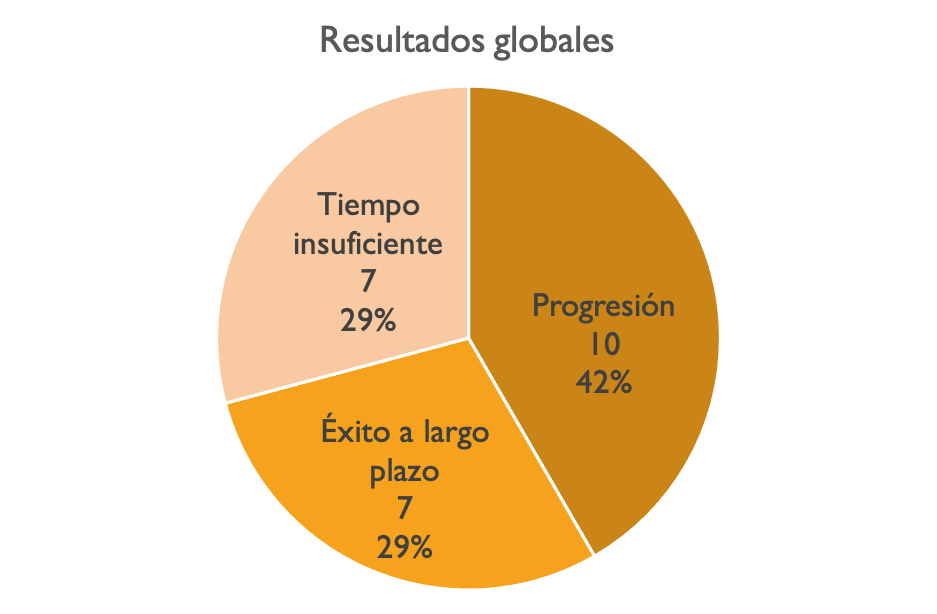 Resultados globales
Tiempo
insuficiente
7
29%
Progresión
10
42%
Éxito a largo
plazo
7
29%